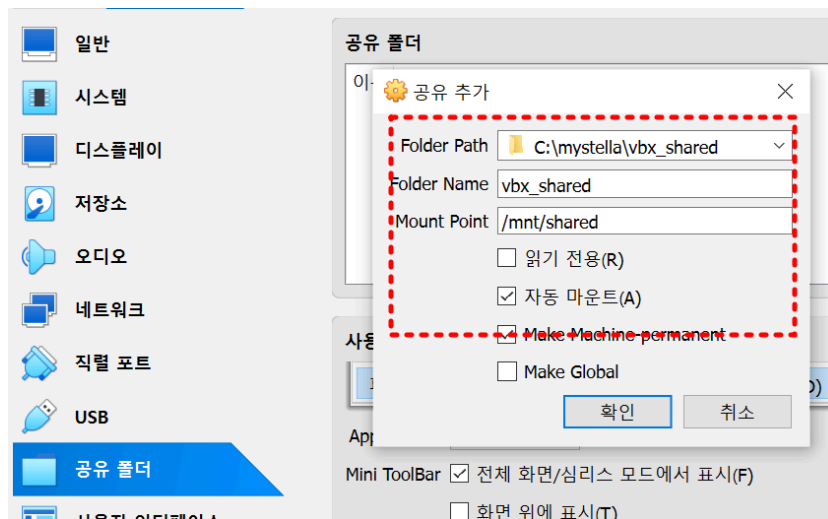 일반
시스템
디스플레이
저장소
오디오
네트워크
직렬 포트
USB
공유 폴더
공유 폴더
공유 추가
Folder Path C:\mystella\vbx_shared
Folder Name vbx_shared
Mount Point /mnt/shared
읽기 전용(R)
자동 마운트(A)
Make Machine-permanent
Make Global
확인 취소
Mini ToolBar 전체 화면/심리스 모드에서 표시(F)
화면 위에 표시(T)